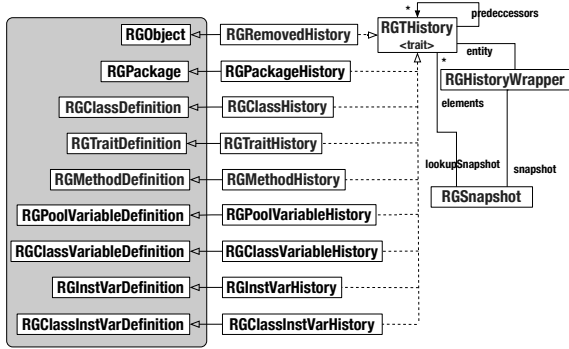 * predeccessors
RGObject RGRemovedHistory RGTHistory
<trait>
entity
*
RGPackage RGPackageHistory RGHistoryWrapper
elements
RGClassDefinition RGClassHistory
RGTraitDefinition RGTraitHistory
lookupSnapshot snapshot
RGMethodDefinition RGMethodHistory
RGSnapshot
RGPoolVariableDefinition RGPoolVariableHistory
RGClassVariableDefinition RGClassVariableHistory
RGInstVarDefinition RGInstVarHistory
RGClassInstVarDefinition RGClassInstVarHistory